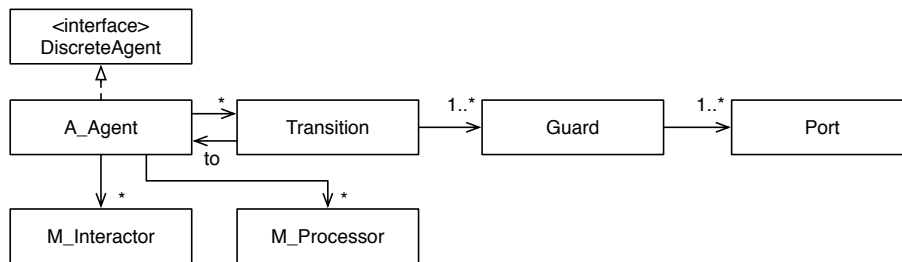 <interface>
DiscreteAgent
A_Agent
*
Transition
1..*
Guard
1..*
Port
to
*
*
M_Interactor
M_Processor